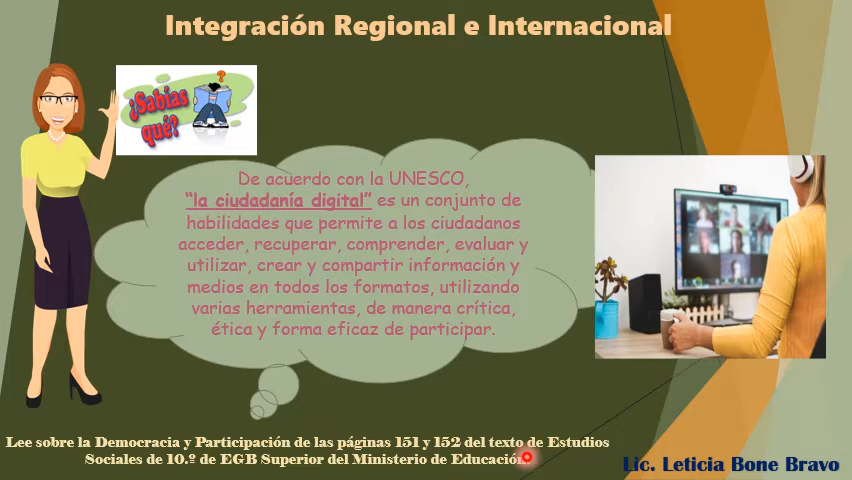 Integración Regional e Internacional
¿Sabías
qué?
De acuerdo con la UNESCO,
“la ciudadanía digital” es un conjunto de
habilidades que permite a los ciudadanos
acceder, recuperar, comprender, evaluar y
utilizar, crear y compartir información y
medios en todos los formatos, utilizando
varias herramientas, de manera crítica,
ética y forma eficaz de participar.
Lee sobre la Democracia y Participación de las páginas 151 y 152 del texto de Estudios
Sociales de 10.º de EGB Superior del Ministerio de Educación.
Lic. Leticia Bone Bravo